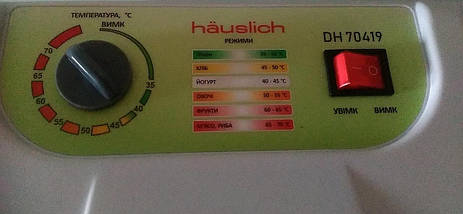 ТЕМПЕРАТУРА, °C
ВИМК
70
65
60
55
50
45
40
35
häuslich
РЕЖИМИ
ХЛІБ 45 - 50 °C
ЙОГУРТ 40 - 45 °C
ОВОЧІ 50 - 55 °C
ФРУКТИ 60 - 65 °C
М'ЯСО, РИБА 65 - 70 °C
DH 70419
УВІМК ВИМК